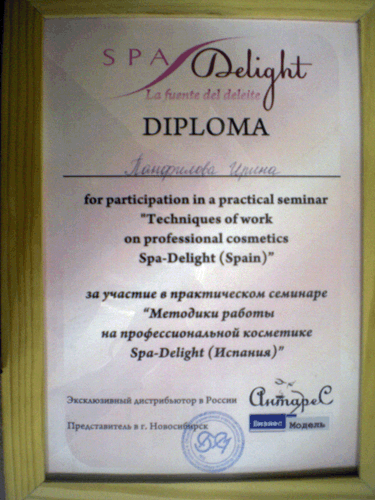 SPA Delight
La fuente del deleite
DIPLOMA
Панфилова Ирина
for participation in a practical seminar
"Techniques of work
on professional cosmetics
Spa-Delight (Spain)"
за участие в практическом семинаре
"Методики работы
на профессиональной косметике
Spa-Delight (Испания)"
Эксклюзивный дистрибьютор в России
Антарес
Представитель в г. Новосибирск
Бизнес Модель